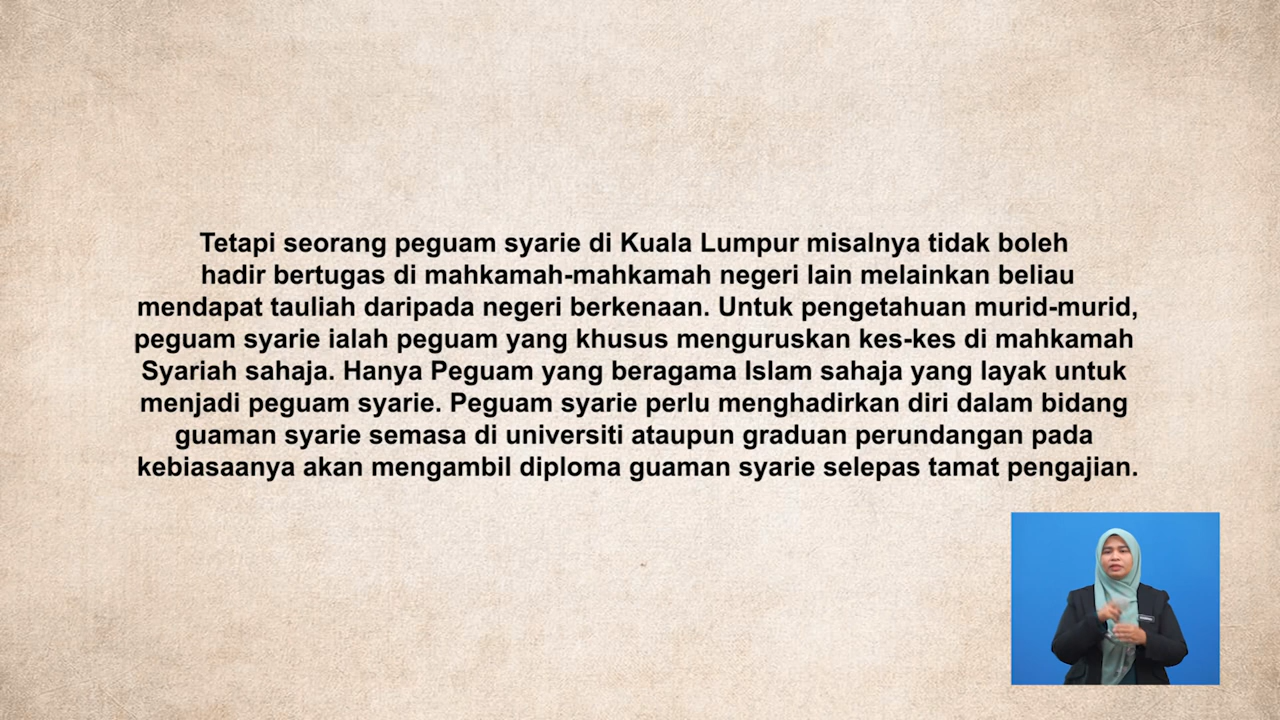 Tetapi seorang peguam syarie di Kuala Lumpur misalnya tidak boleh
hadir bertugas di mahkamah-mahkamah negeri lain melainkan beliau
mendapat tauliah daripada negeri berkenaan. Untuk pengetahuan murid-murid,
peguam syarie ialah peguam yang khusus menguruskan kes-kes di mahkamah
Syariah sahaja. Hanya Peguam yang beragama Islam sahaja yang layak untuk
menjadi peguam syarie. Peguam syarie perlu menghadirkan diri dalam bidang
guaman syarie semasa di universiti ataupun graduan perundangan pada
kebiasaanya akan mengambil diploma guaman syarie selepas tamat pengajian.